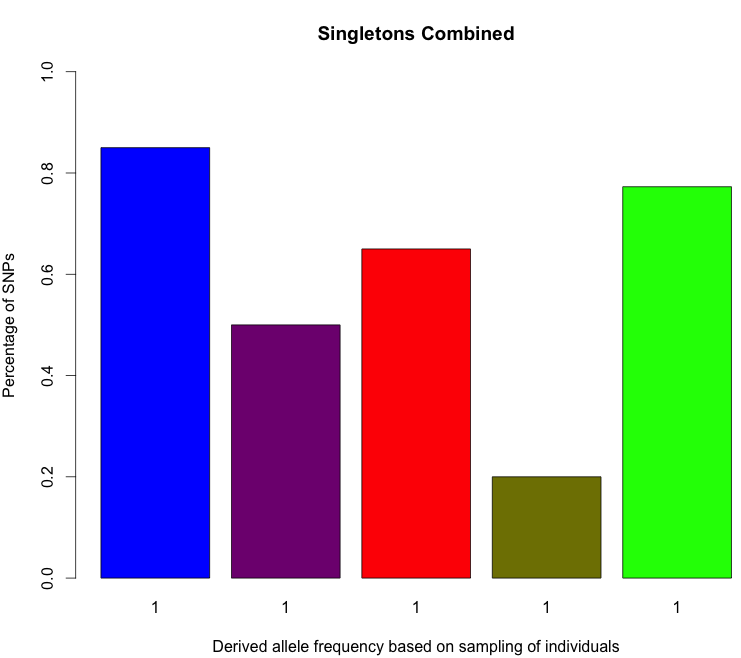 Singletons Combined
1.0
0.8
0.6
0.4
0.2
0.0
Percentage of SNPs
1 1 1 1 1
Derived allele frequency based on sampling of individuals